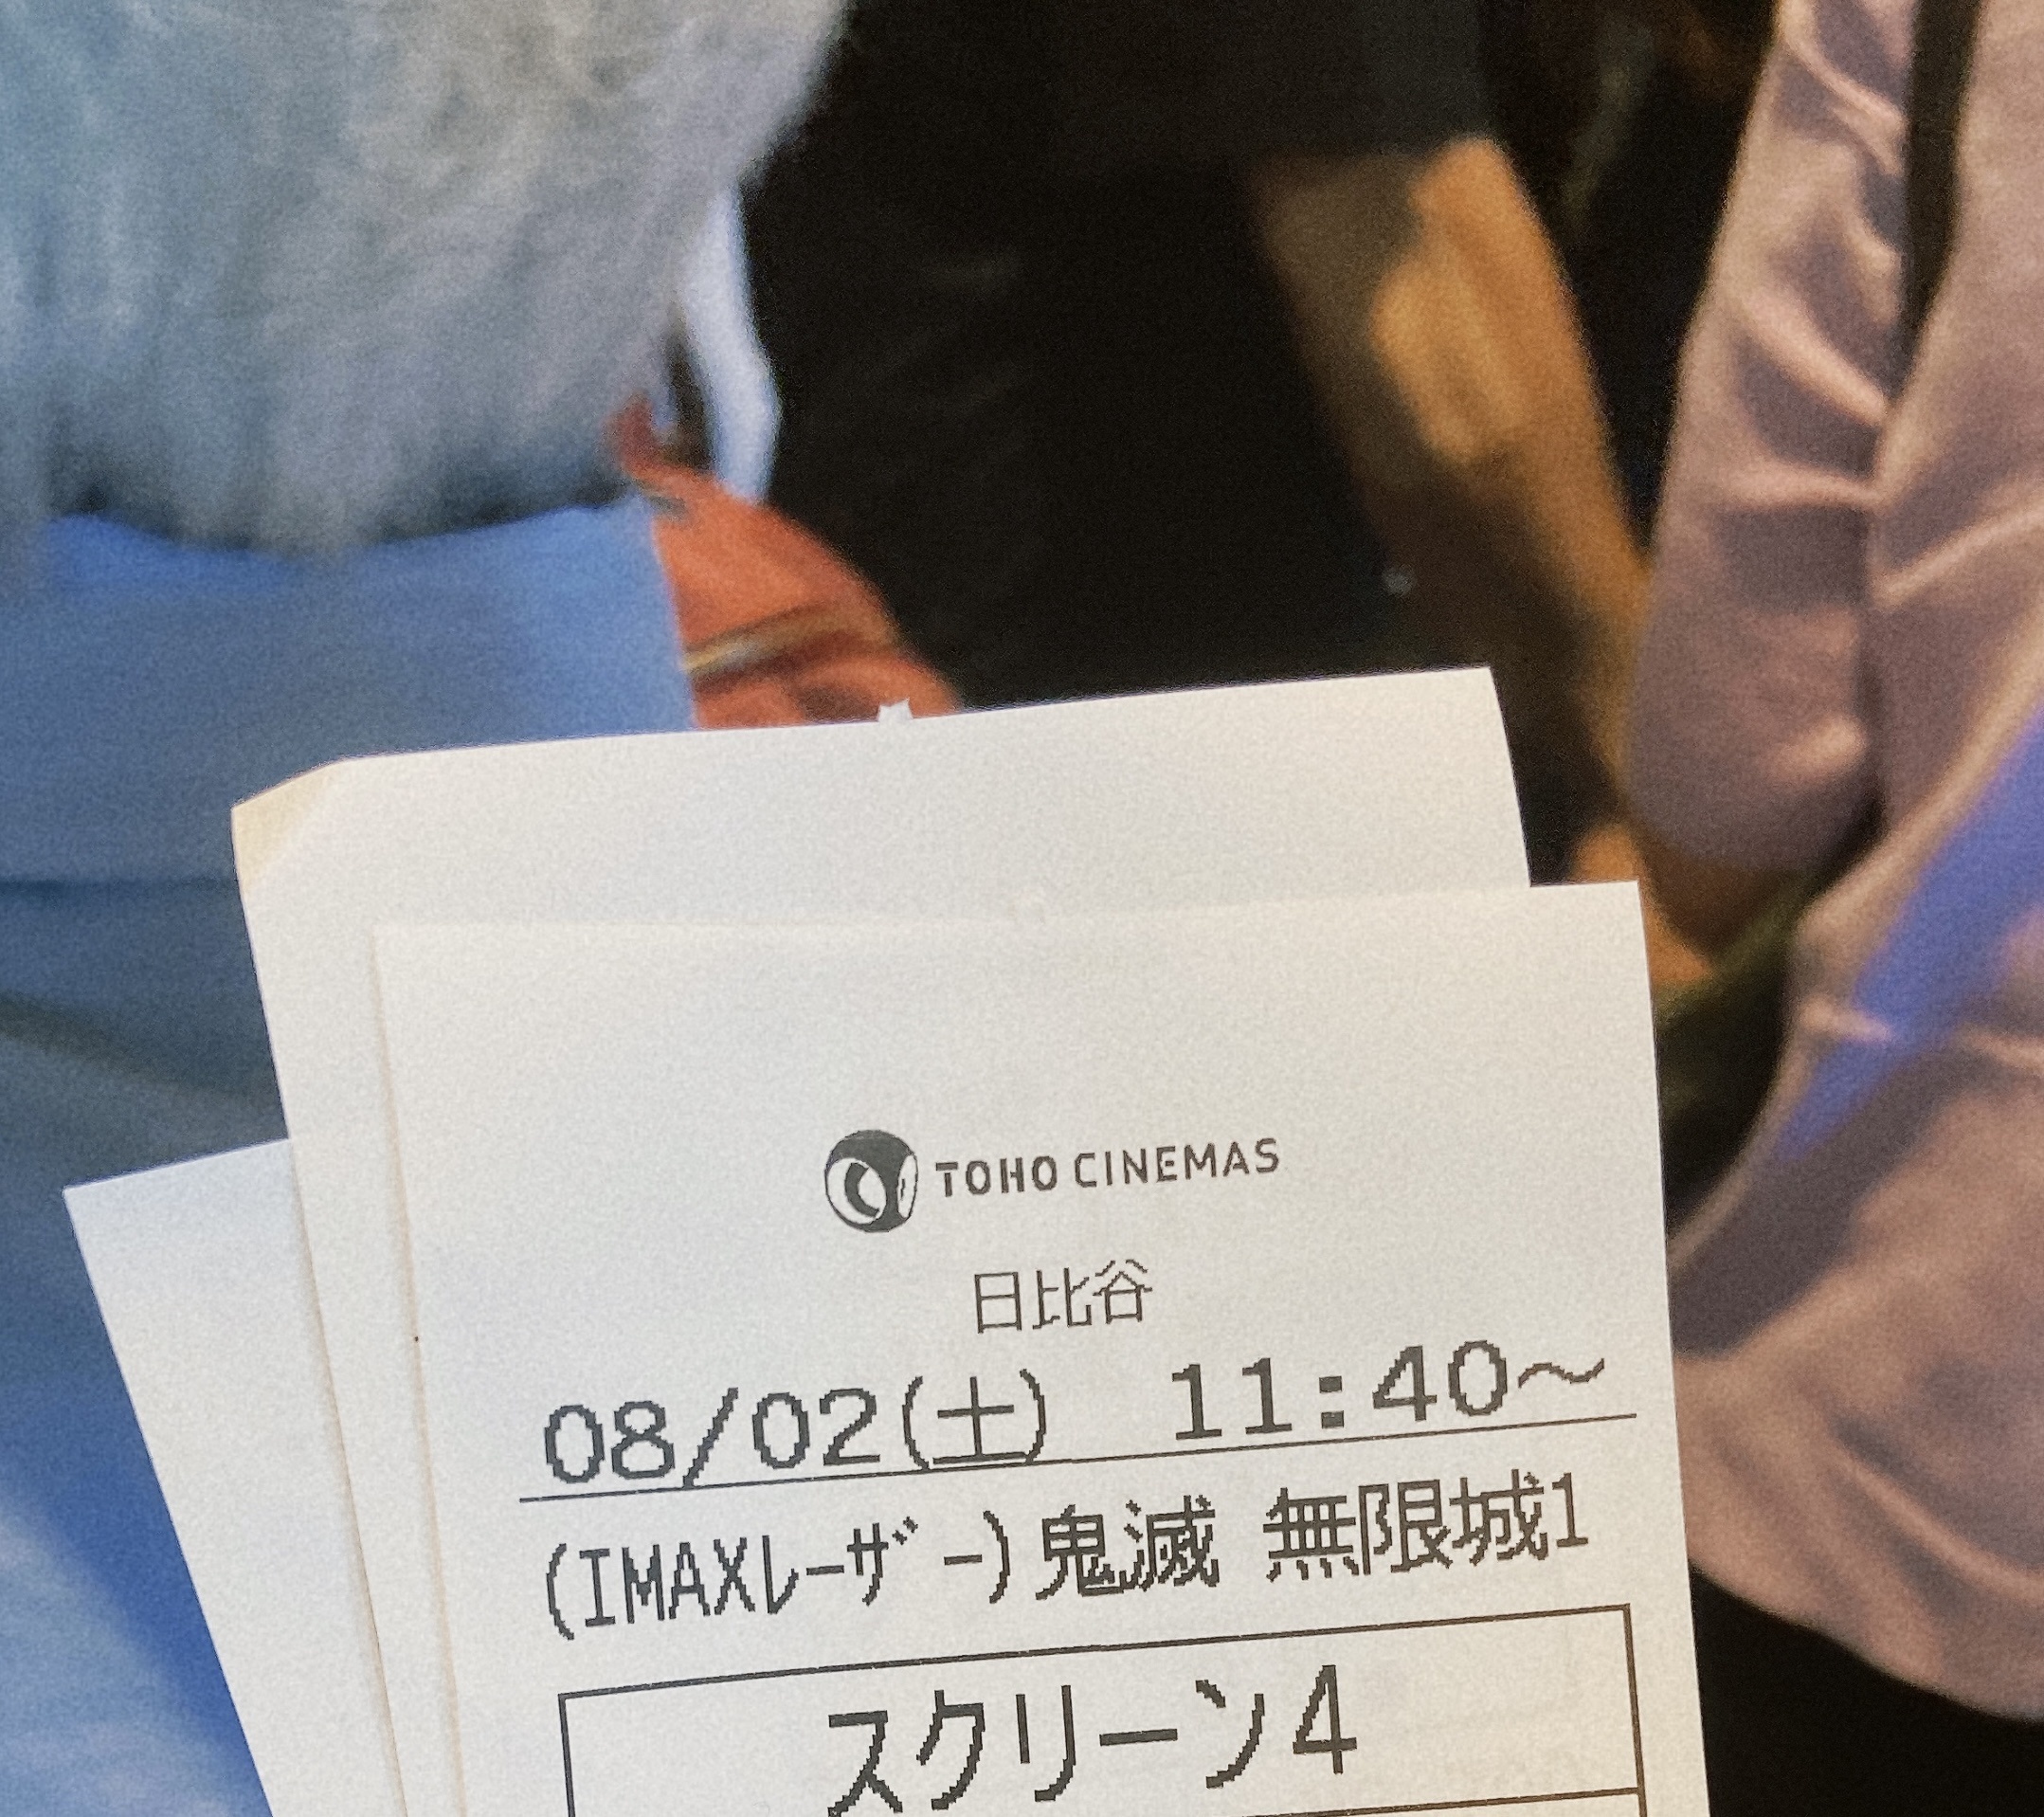 TOHO CINEMAS
日比谷
08/02(土) 11:40～
(IMAXﾚｰｻﾞｰ)鬼滅 無限城1
スクリーン4